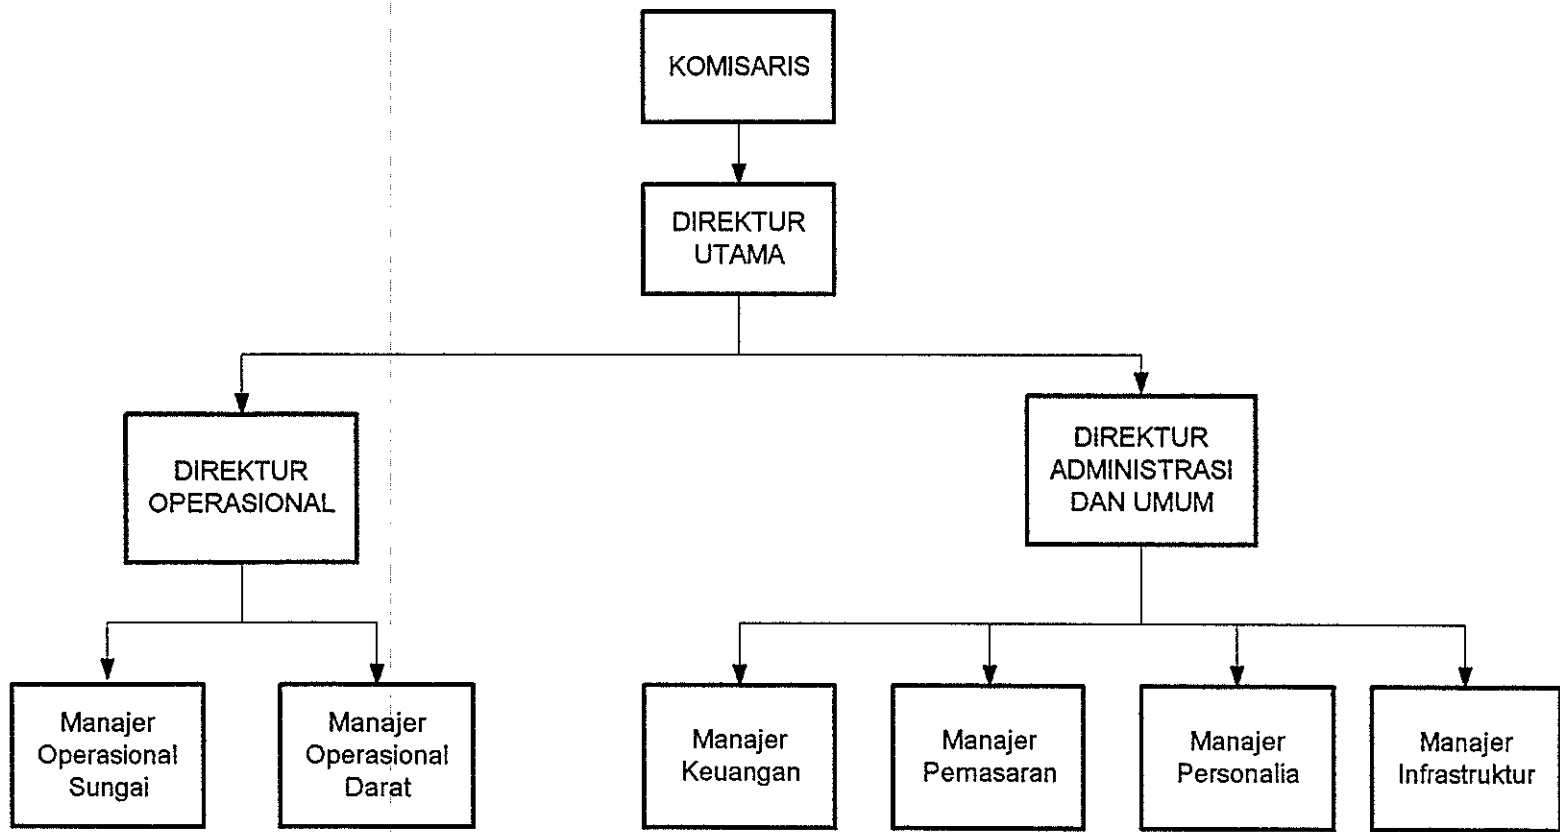 KOMISARIS
DIREKTUR
UTAMA
DIREKTUR
OPERASIONAL
DIREKTUR
ADMINISTRASI
DAN UMUM
Manajer
Operasional
Sungai
Manajer
Operasional
Darat
Manajer
Keuangan
Manajer
Pemasaran
Manajer
Personalia
Manajer
Infrastruktur